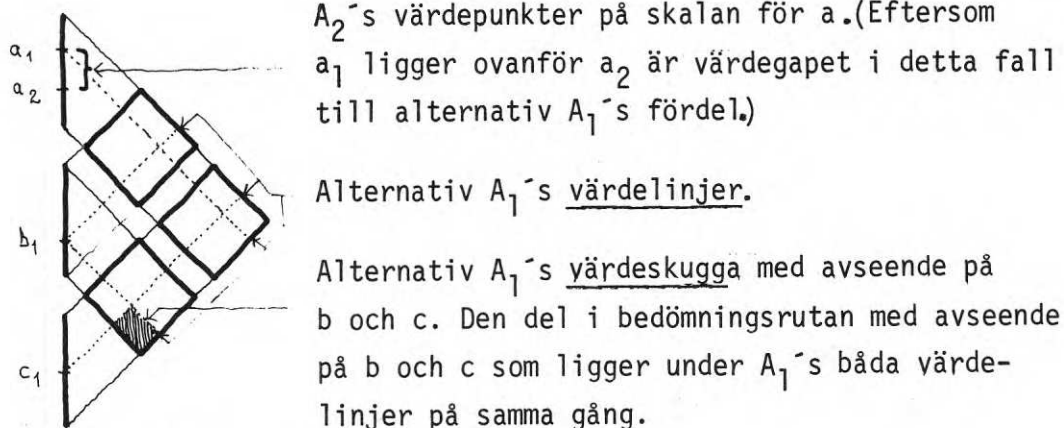 A₂´s värdepunkter på skalan för a.(Eftersom
a₁ ligger ovanför a₂ är värdegapet i detta fall
till alternativ A₁´s fördel.)
Alternativ A₁´s värdelinjer.
Alternativ A₁´s värdeskugga med avseende på
b och c. Den del i bedömningsrutan med avseende
på b och c som ligger under A₁´s båda värde-
linjer på samma gång.
a₁
a₂
b₁
c₁